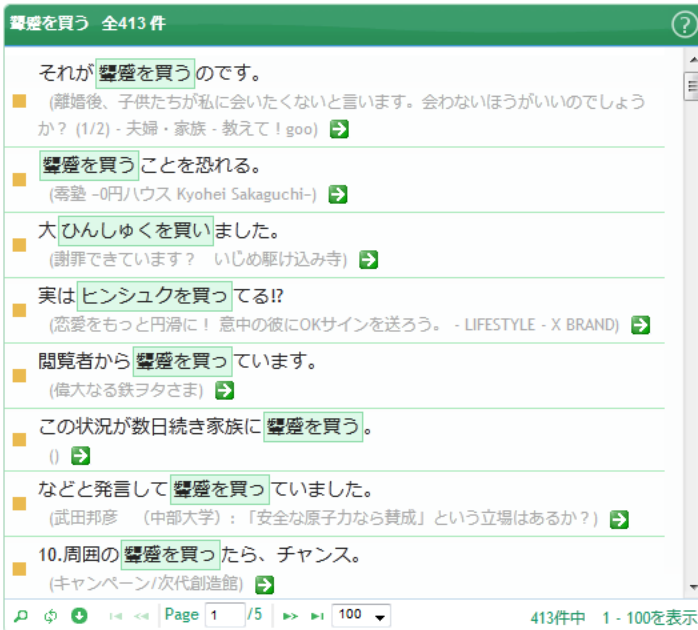 顰蹙を買う 全413 件
それが 顰蹙を買う のです。
(離婚後、子供たちが私に会いたくないと言います。会わないほうがいいのでしょう
か? (1/2) - 夫婦・家族 - 教えて!goo)
顰蹙を買う ことを恐れる。
(零塾 -0円ハウス Kyohei Sakaguchi-)
大 ひんしゅくを買い ました。
(謝罪できています? いじめ駆け込み寺)
実は ヒンシュクを買っ てる!?
(恋愛をもっと円滑に! 意中の彼にOKサインを送ろう。 - LIFESTYLE - X BRAND)
閲覧者から 顰蹙を買っ ています。
(偉大なる鉄ヲタさま)
この状況が数日続き家族に 顰蹙を買う 。
()
などと発言して 顰蹙を買っ ていました。
(武田邦彦 (中部大学):「安全な原子力なら賛成」という立場はあるか?)
10.周囲の 顰蹙を買っ たら、チャンス。
(キャンペーン/次代創造館)
Page 1 /5 100 413件中 1 - 100を表示